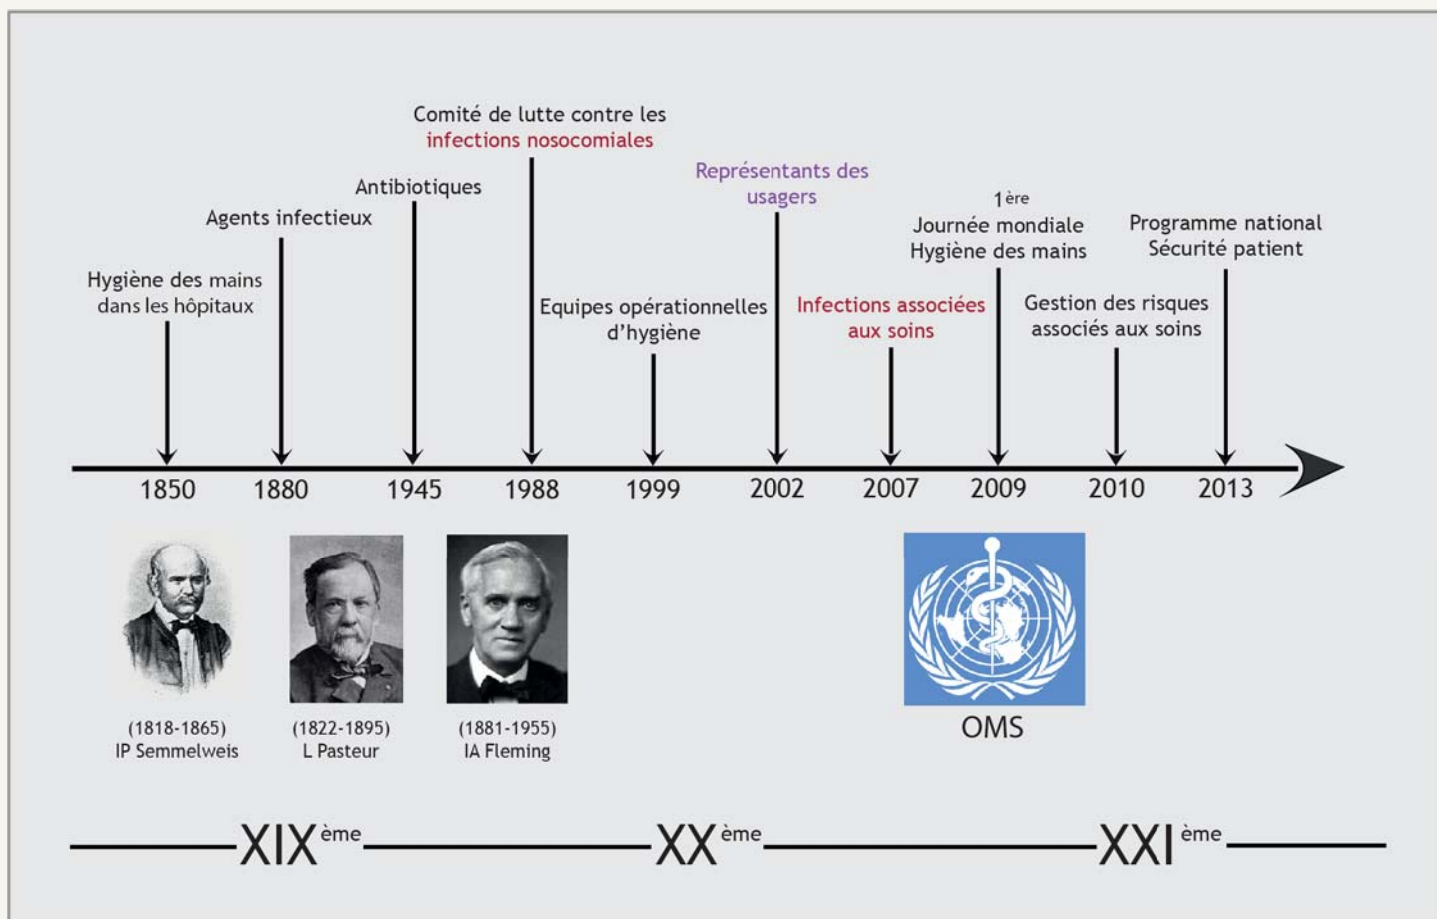 Comité de lutte contre les
infections nosocomiales
Antibiotiques
Agents infectieux
Hygiène des mains
dans les hôpitaux
Représentants des
usagers
1ère
Journée mondiale
Hygiène des mains
Programme national
Sécurité patient
Equipes opérationnelles
d’hygiène
Infections associées
aux soins
Gestion des risques
associés aux soins
1850 1880 1945 1988 1999 2002 2007 2009 2010 2013
(1818-1865)
IP Semmelweis
(1822-1895)
L Pasteur
(1881-1955)
IA Fleming
OMS
XIXème XXème XXIème